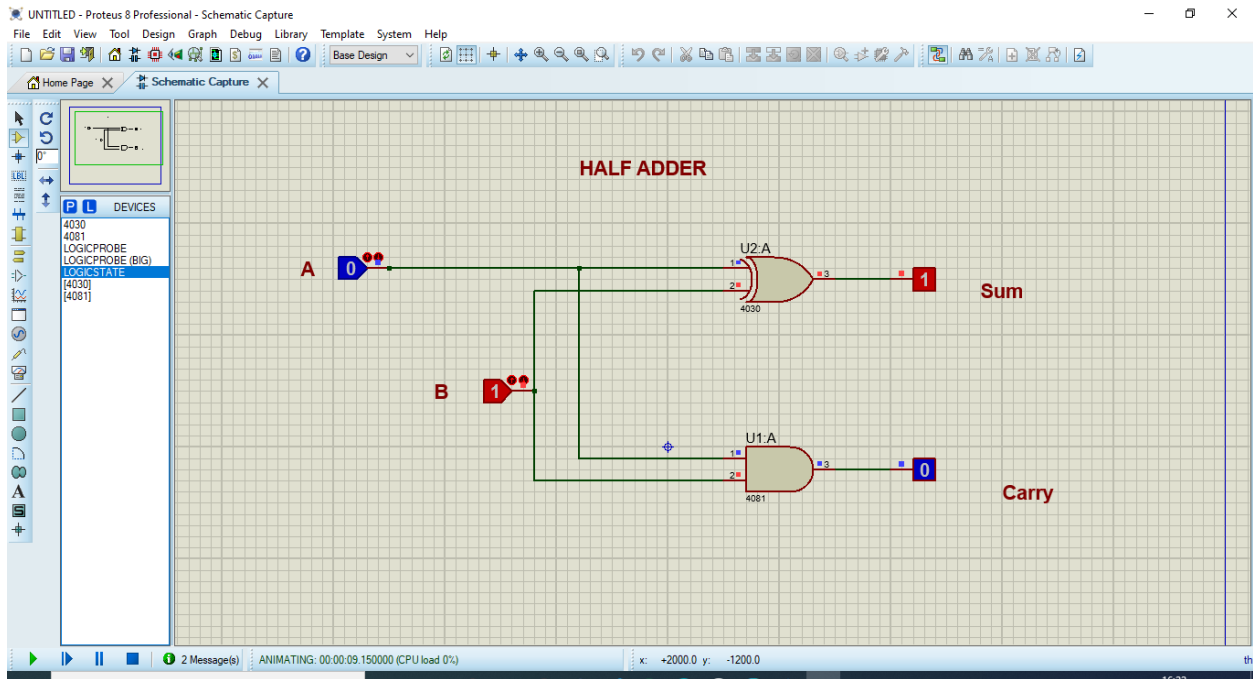 UNTITLED - Proteus 8 Professional - Schematic Capture
File Edit View Tool Design Graph Debug Library Template System Help
Base Design
Home Page
Schematic Capture
0°
LBL
P L DEVICES
4030
4081
LOGICPROBE
LOGICPROBE (BIG)
LOGICSTATE
[4030]
[4081]
A
S
HALF ADDER
A 0
B 1
U2:A
1
2
3
4030
1
Sum
U1:A
1
2
3
4081
0
Carry
2 Message(s)
ANIMATING: 00:00:09.150000 (CPU load 0%)
x: +2000.0 y: -1200.0
th